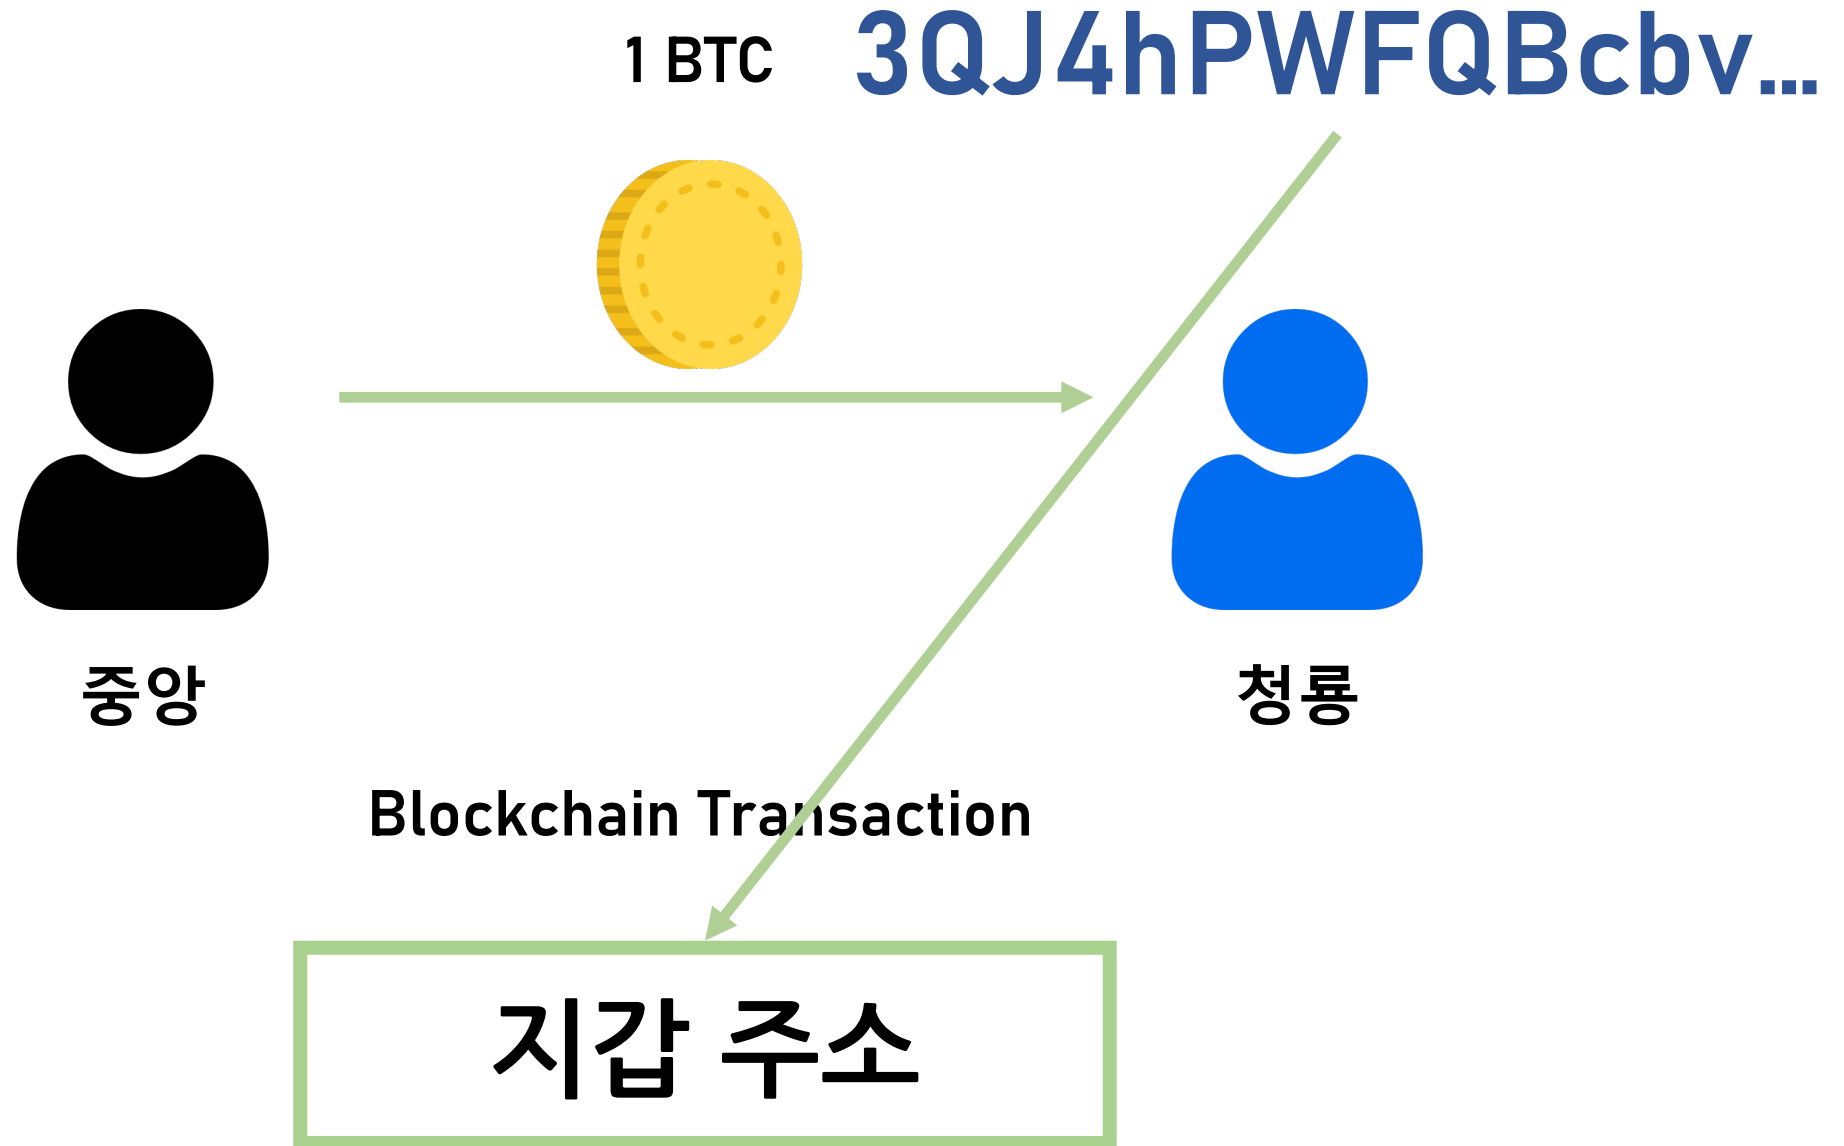 1 BTC
3QJ4hPWFQBcbv...
중앙
청룡
Blockchain Transaction
지갑 주소